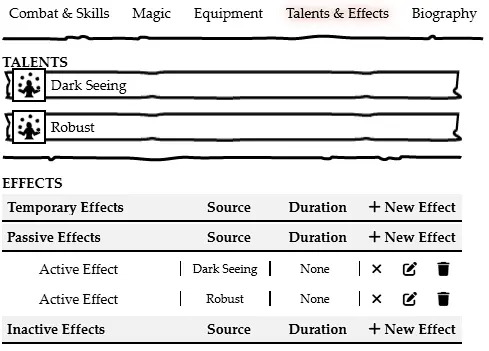 Combat & Skills Magic Equipment Talents & Effects Biography
TALENTS
Dark Seeing
Robust
EFFECTS
Temporary Effects Source Duration + New Effect
Passive Effects Source Duration + New Effect
Active Effect Dark Seeing None
Active Effect Robust None
Inactive Effects Source Duration + New Effect